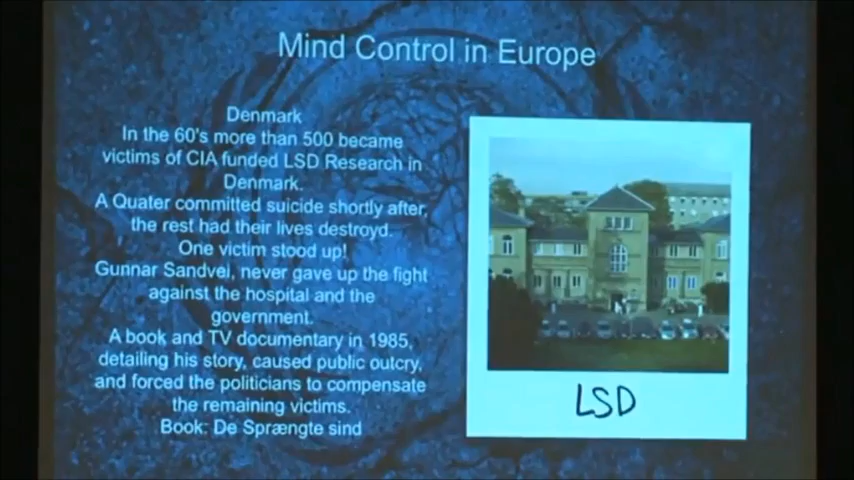 Mind Control in Europe
Denmark
In the 60's more than 500 became
victims of CIA funded LSD Research in
Denmark.
A Quater committed suicide shortly after,
the rest had their lives destroyd.
One victim stood up!
Gunnar Sandvei, never gave up the fight
against the hospital and the
government.
A book and TV documentary in 1985,
detailing his story, caused public outcry,
and forced the politicians to compensate
the remaining victims.
Book: De Sprængte sind
LSD